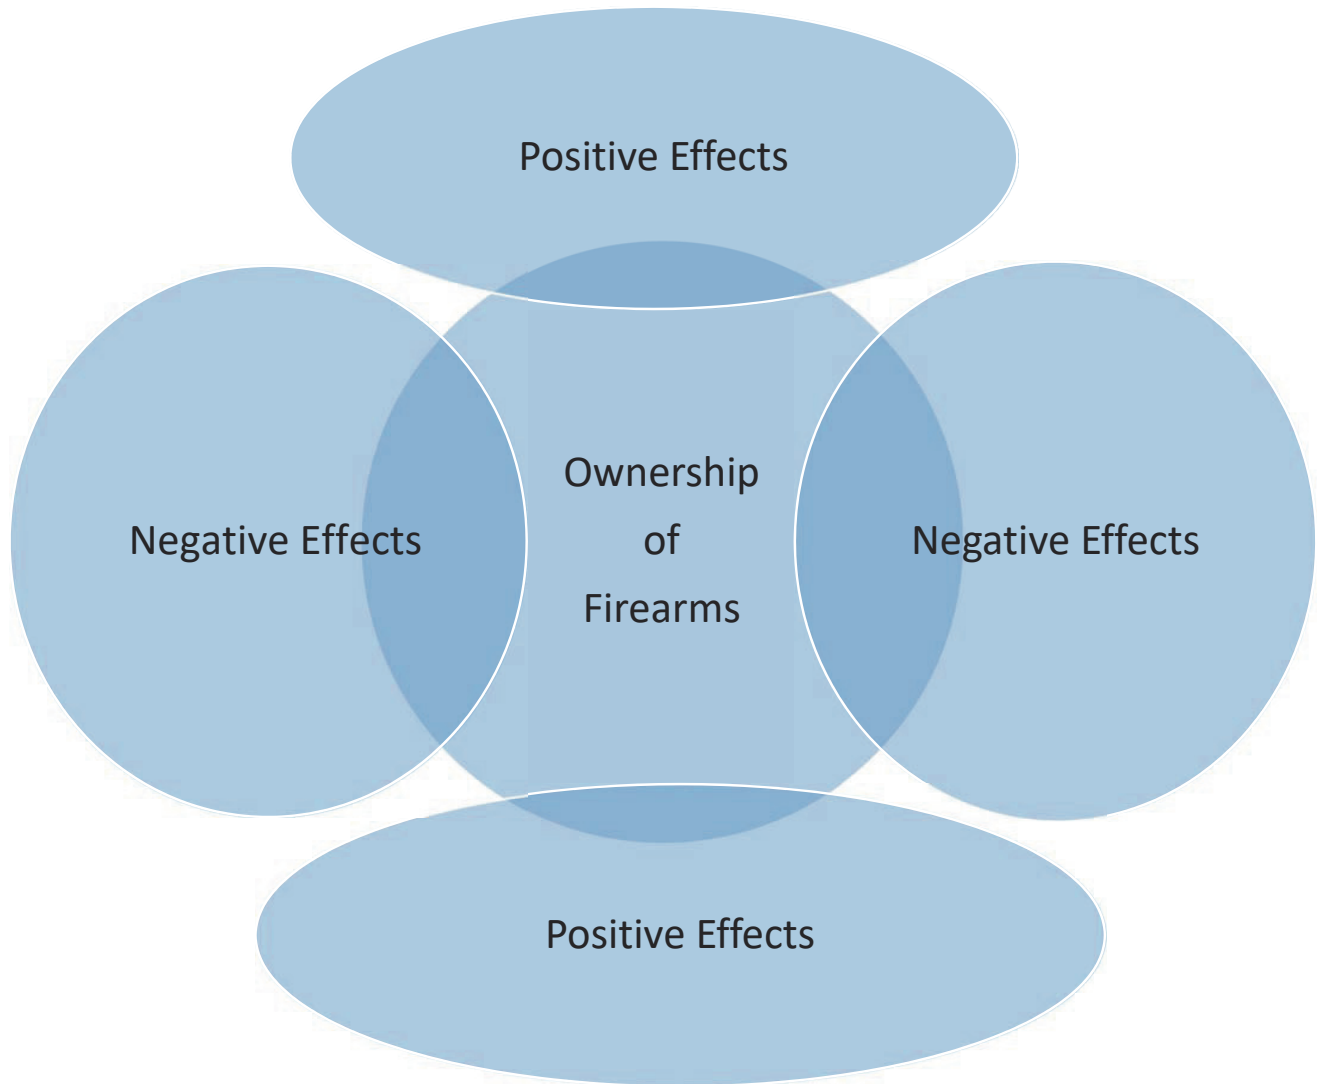 Positive Effects
Negative Effects
Ownership
of
Firearms
Negative Effects
Positive Effects